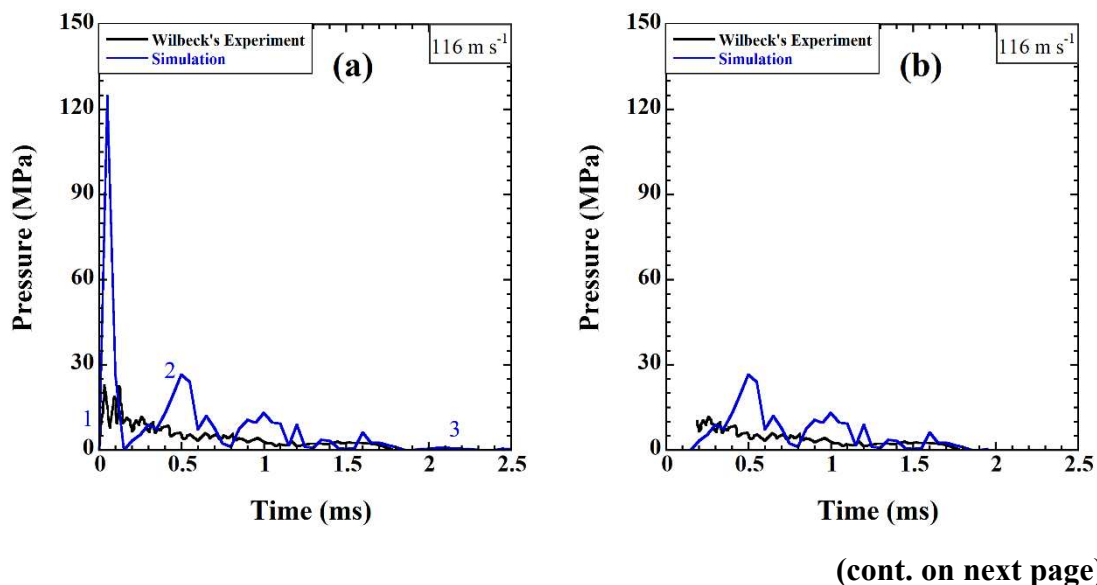 150
120
90
60
30
0
Pressure (MPa)
Wilbeck's Experiment
Simulation
(a)
116 m s⁻¹
1
2
3
0 0.5 1 1.5 2 2.5
Time (ms)
150
120
90
60
30
0
Pressure (MPa)
Wilbeck's Experiment
Simulation
(b)
116 m s⁻¹
0 0.5 1 1.5 2 2.5
Time (ms)
(cont. on next page)